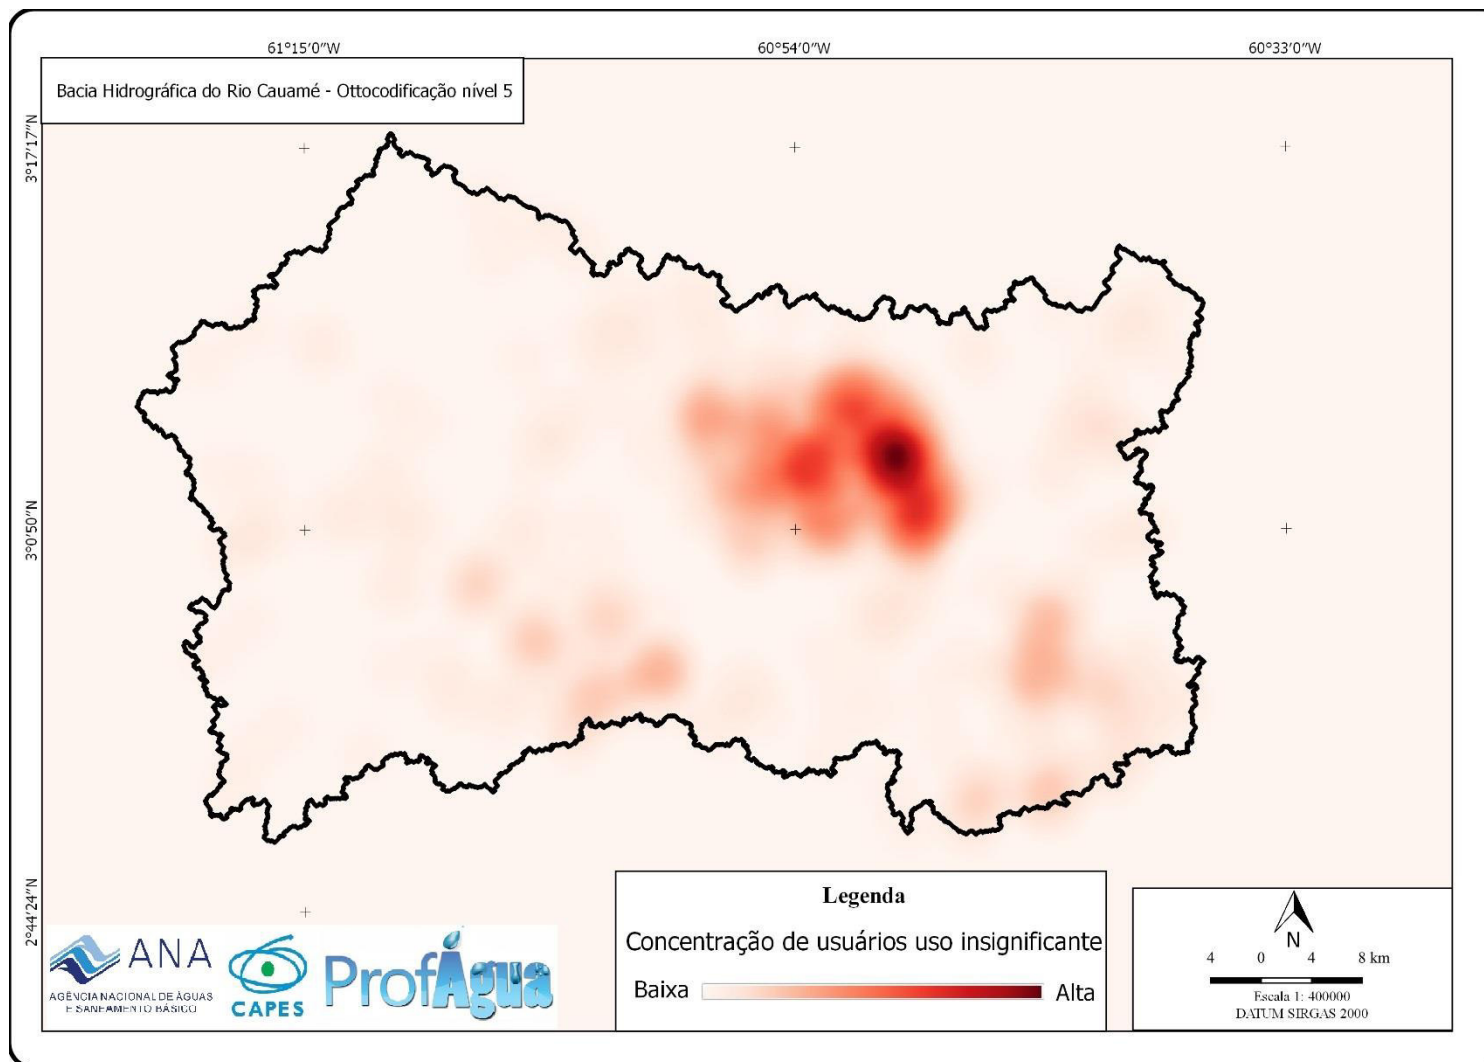 61°15'0"W
60°54'0"W
60°33'0"W
Bacia Hidrográfica do Rio Cauamé - Ottocodificação nível 5
3°17'17"N
3°0'50"N
2°44'24"N
Legenda
Concentração de usuários uso insignificante
Baixa
Alta
N
4 0 4 8 km
Escala 1: 400000
DATUM SIRGAS 2000
ANA
AGÊNCIA NACIONAL DE ÁGUAS
E SANEAMENTO BÁSICO
CAPES
ProfÁgua